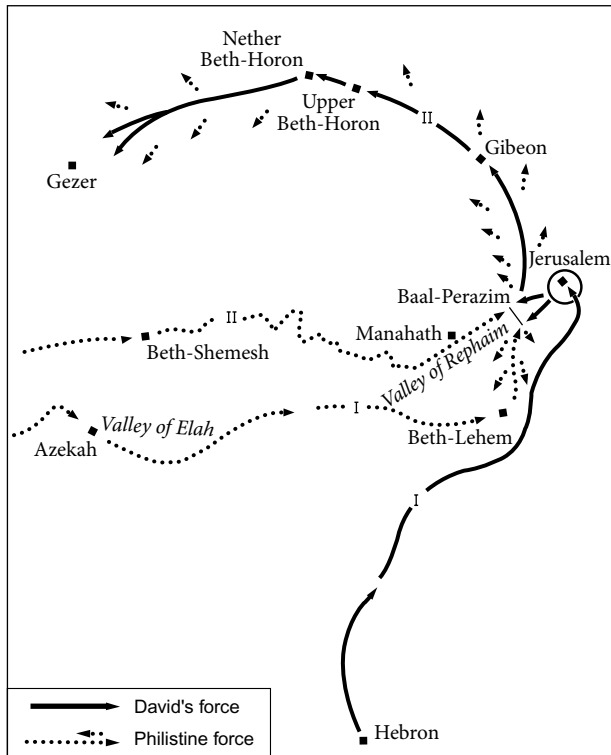 Nether
Beth-Horon
Upper
Beth-Horon
II
Gibeon
Gezer
Jerusalem
Baal-Perazim
II
Beth-Shemesh
Manahath
Valley of Rephaim
Valley of Elah
I
Azekah
Beth-Lehem
I
Hebron
David's force
Philistine force